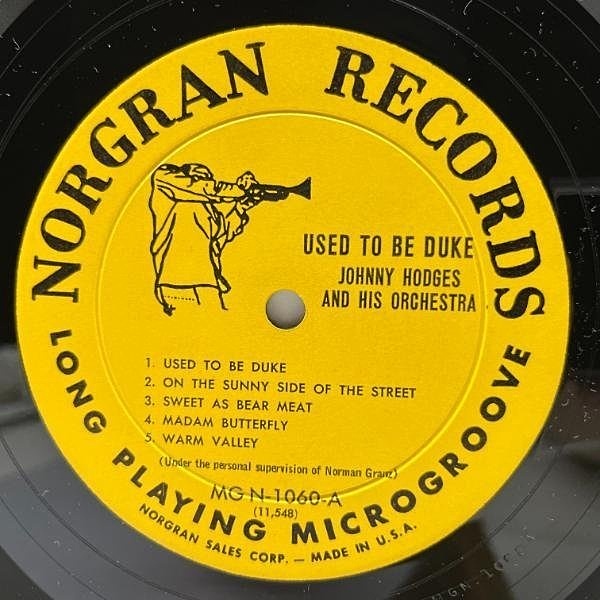 NORGRAN RECORDS
USED TO BE DUKE
JOHNNY HODGES
AND HIS ORCHESTRA
1. USED TO BE DUKE
2. ON THE SUNNY SIDE OF THE STREET
3. SWEET AS BEAR MEAT
4. MADAM BUTTERFLY
5. WARM VALLEY
(Under the personal supervision of Norman Granz)
MG N-1060-A
(11,548)
LONG PLAYING MICROGROOVE
NORGRAN SALES CORP. — MADE IN U.S.A.